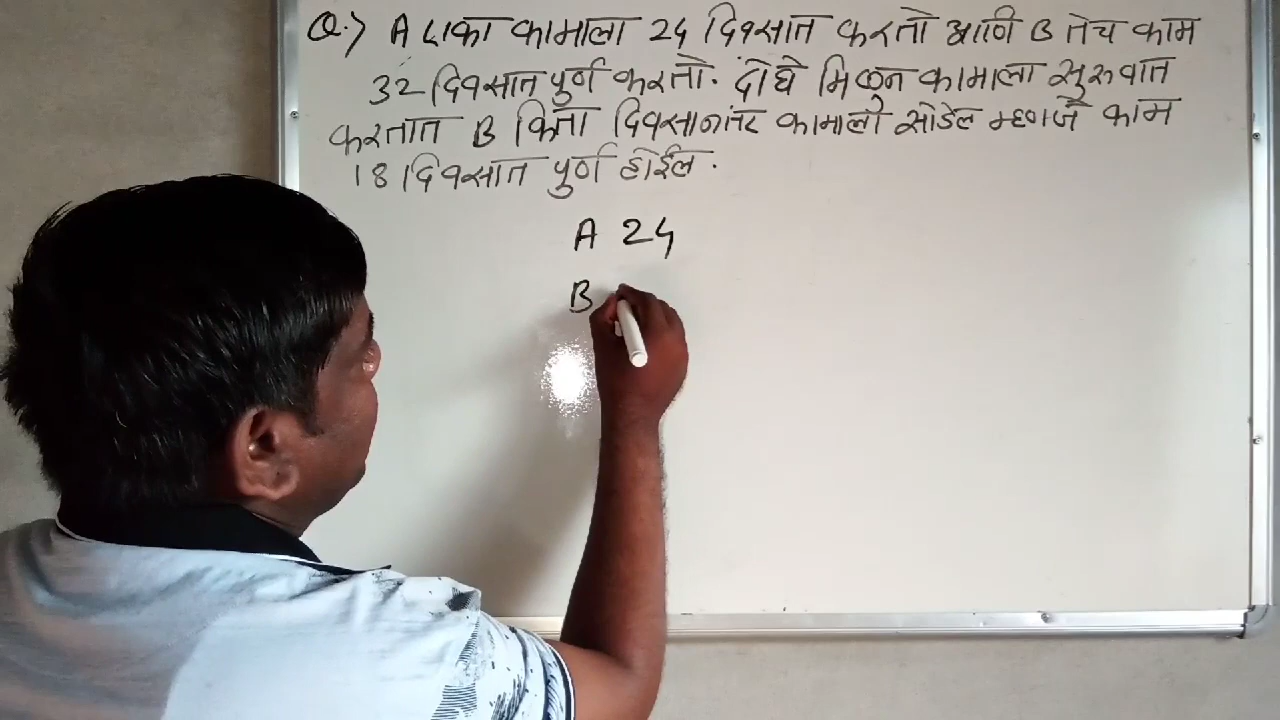 Q.) A एका कामाला 24 दिवसात करतो आणि B तेच काम
32 दिवसात पुर्ण करतो. दोघे मिळून कामाला सुरुवात
करतात B किती दिवसानंतर कामाला सोडेल म्हणजे काम
18 दिवसात पुर्ण होईल.
A 24
B